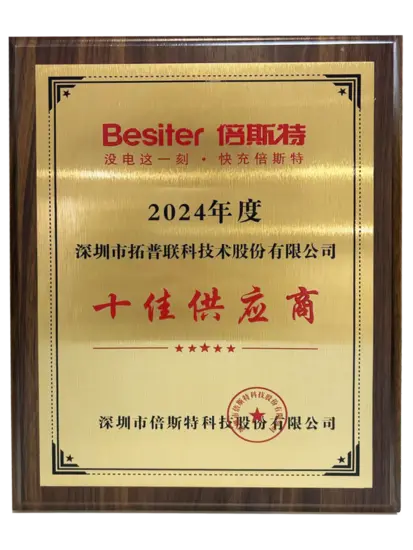 Besiter 倍斯特
没电这一刻·快充倍斯特
2024年度
深圳市拓普联科技术股份有限公司
十佳供应商
深圳市倍斯特科技股份有限公司